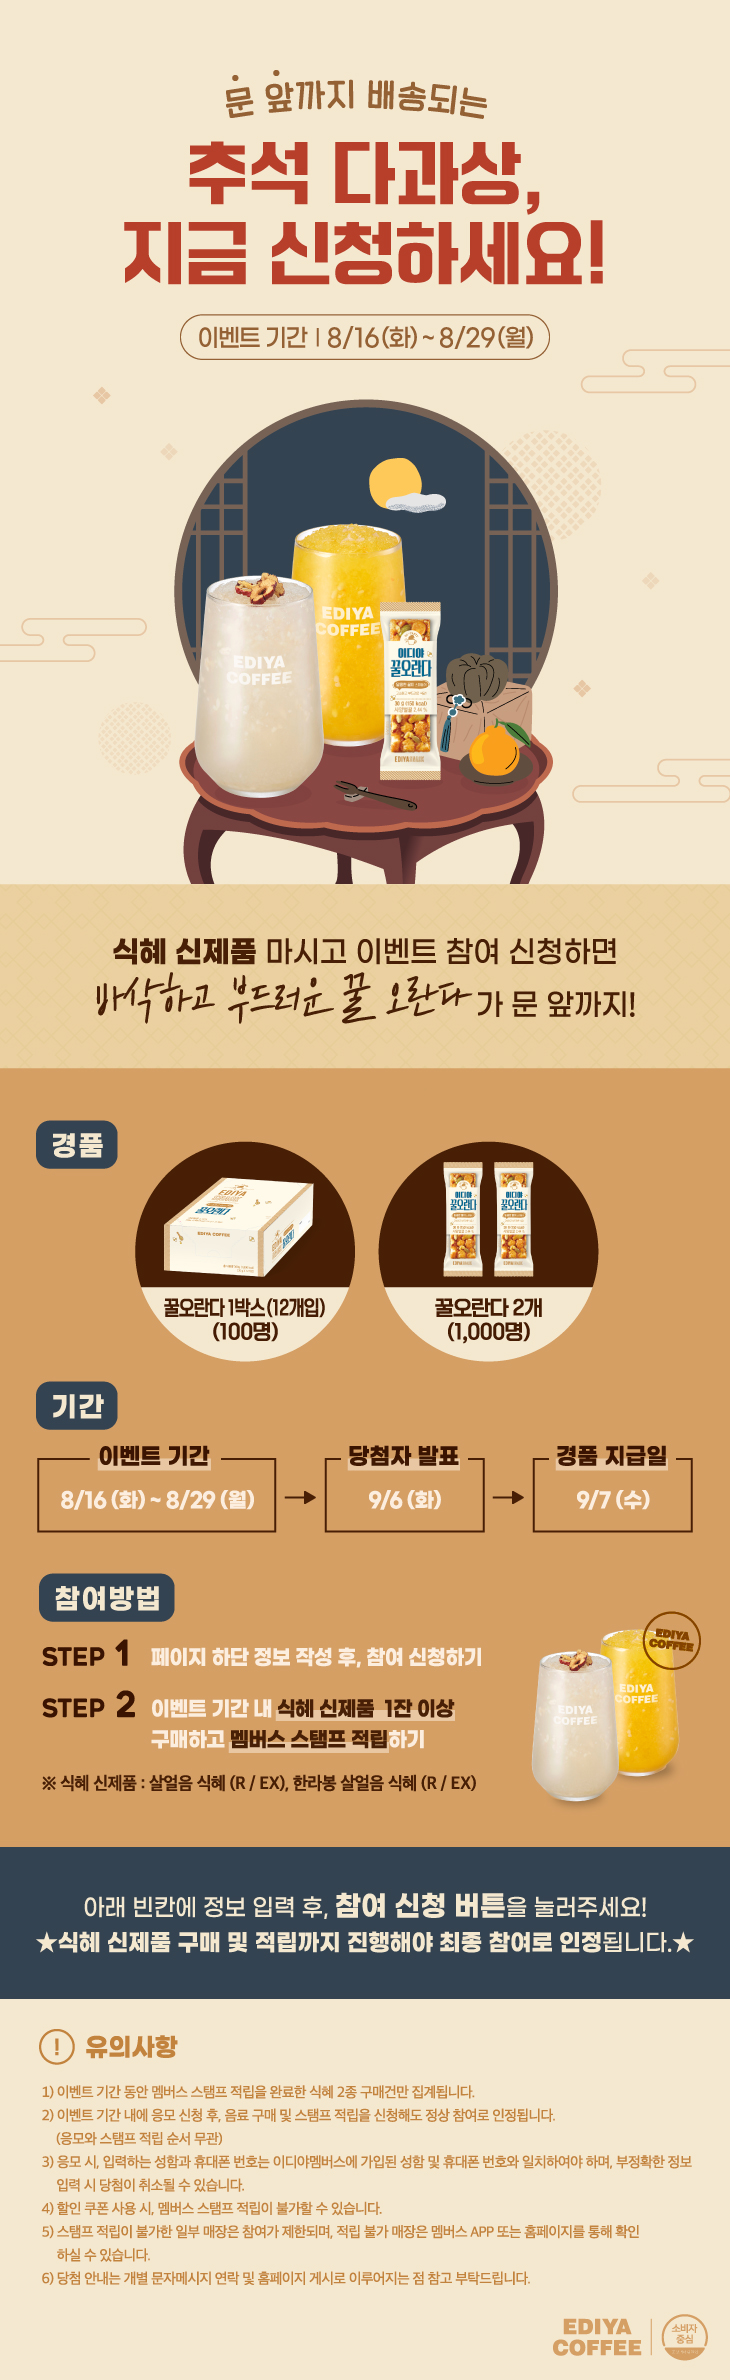 문 앞까지 배송되는
추석 다과상,
지금 신청하세요!
이벤트 기간 | 8/16(화) ~ 8/29(월)
EDIYA
COFFEE
EDIYA
COFFEE
이디야
꿀오란다
EDIYA
식혜 신제품 마시고 이벤트 참여 신청하면
바삭하고 부드러운 꿀 오란다가 문 앞까지!
경품
EDIYA
꿀오란다
EDIYA COFFEE
이디야
꿀오란다
이디야
꿀오란다
꿀오란다 1박스(12개입)
(100명)
꿀오란다 2개
(1,000명)
기간
이벤트 기간
8/16 (화) ~ 8/29 (월)
당첨자 발표
9/6 (화)
경품 지급일
9/7 (수)
참여방법
STEP 1 페이지 하단 정보 작성 후, 참여 신청하기
STEP 2 이벤트 기간 내 식혜 신제품 1잔 이상
구매하고 멤버스 스탬프 적립하기
※ 식혜 신제품 : 살얼음 식혜 (R / EX), 한라봉 살얼음 식혜 (R / EX)
EDIYA
COFFEE
EDIYA
COFFEE
EDIYA
COFFEE
아래 빈칸에 정보 입력 후, 참여 신청 버튼을 눌러주세요!
★식혜 신제품 구매 및 적립까지 진행해야 최종 참여로 인정됩니다.★
! 유의사항
1) 이벤트 기간 동안 멤버스 스탬프 적립을 완료한 식혜 2종 구매건만 집계됩니다.
2) 이벤트 기간 내에 응모 신청 후, 음료 구매 및 스탬프 적립을 신청해도 정상 참여로 인정됩니다.
(응모와 스탬프 적립 순서 무관)
3) 응모 시, 입력하는 성함과 휴대폰 번호는 이디야멤버스에 가입된 성함 및 휴대폰 번호와 일치하여야 하며, 부정확한 정보
입력 시 당첨이 취소될 수 있습니다.
4) 할인 쿠폰 사용 시, 멤버스 스탬프 적립이 불가할 수 있습니다.
5) 스탬프 적립이 불가한 일부 매장은 참여가 제한되며, 적립 불가 매장은 멤버스 APP 또는 홈페이지를 통해 확인
하실 수 있습니다.
6) 당첨 안내는 개별 문자메시지 연락 및 홈페이지 게시로 이루어지는 점 참고 부탁드립니다.
EDIYA
COFFEE
소비자
중심